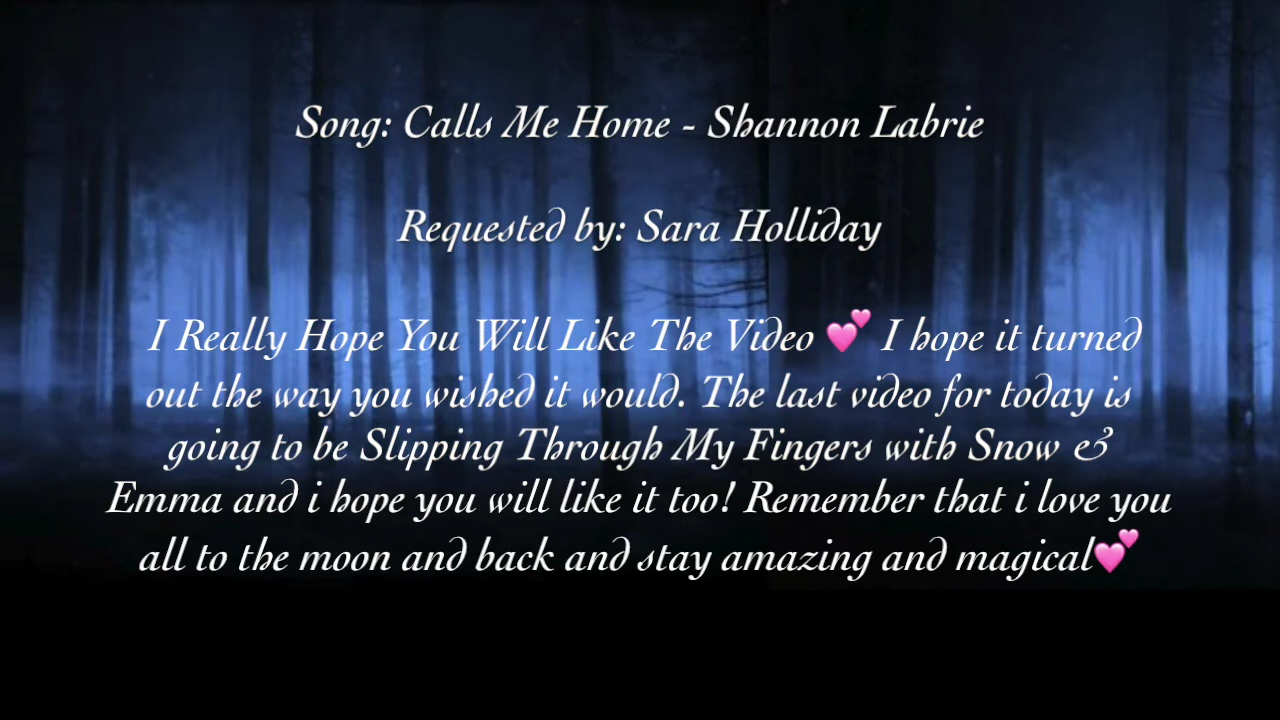 Song: Calls Me Home - Shannon Labrie
Requested by: Sara Holliday
I Really Hope You Will Like The Video 💕 I hope it turned
out the way you wished it would. The last video for today is
going to be Slipping Through My Fingers with Snow &
Emma and i hope you will like it too! Remember that i love you
all to the moon and back and stay amazing and magical💕